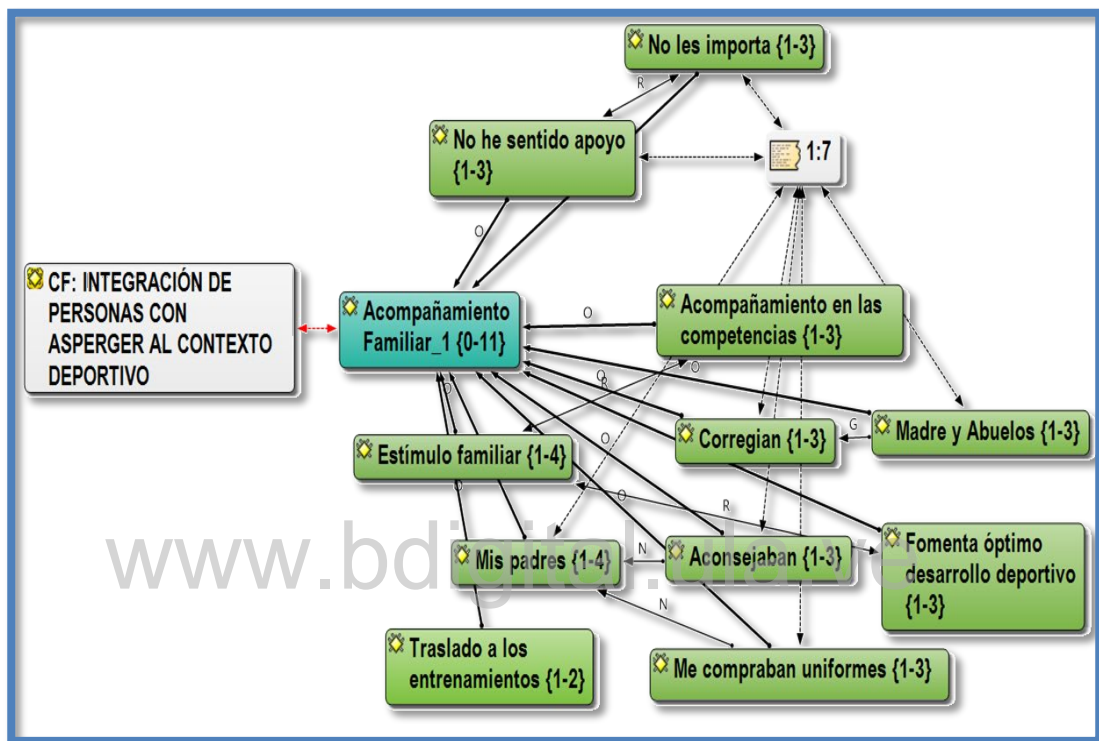 No les importa {1-3}
R
No he sentido apoyo
{1-3}
1:7
O
CF: INTEGRACIÓN DE
PERSONAS CON
ASPERGER AL CONTEXTO
DEPORTIVO
Acompañamiento
Familiar_1 {0-11}
O
Acompañamiento en las
competencias {1-3}
O
O
R
O
Estímulo familiar {1-4}
O
Corregian {1-3}
G
Madre y Abuelos {1-3}
O
O
R
www.bdigital.ula.ve
Mis padres {1-4}
N
Aconsejaban {1-3}
Fomenta óptimo
desarrollo deportivo
{1-3}
N
Traslado a los
entrenamientos {1-2}
Me compraban uniformes {1-3}